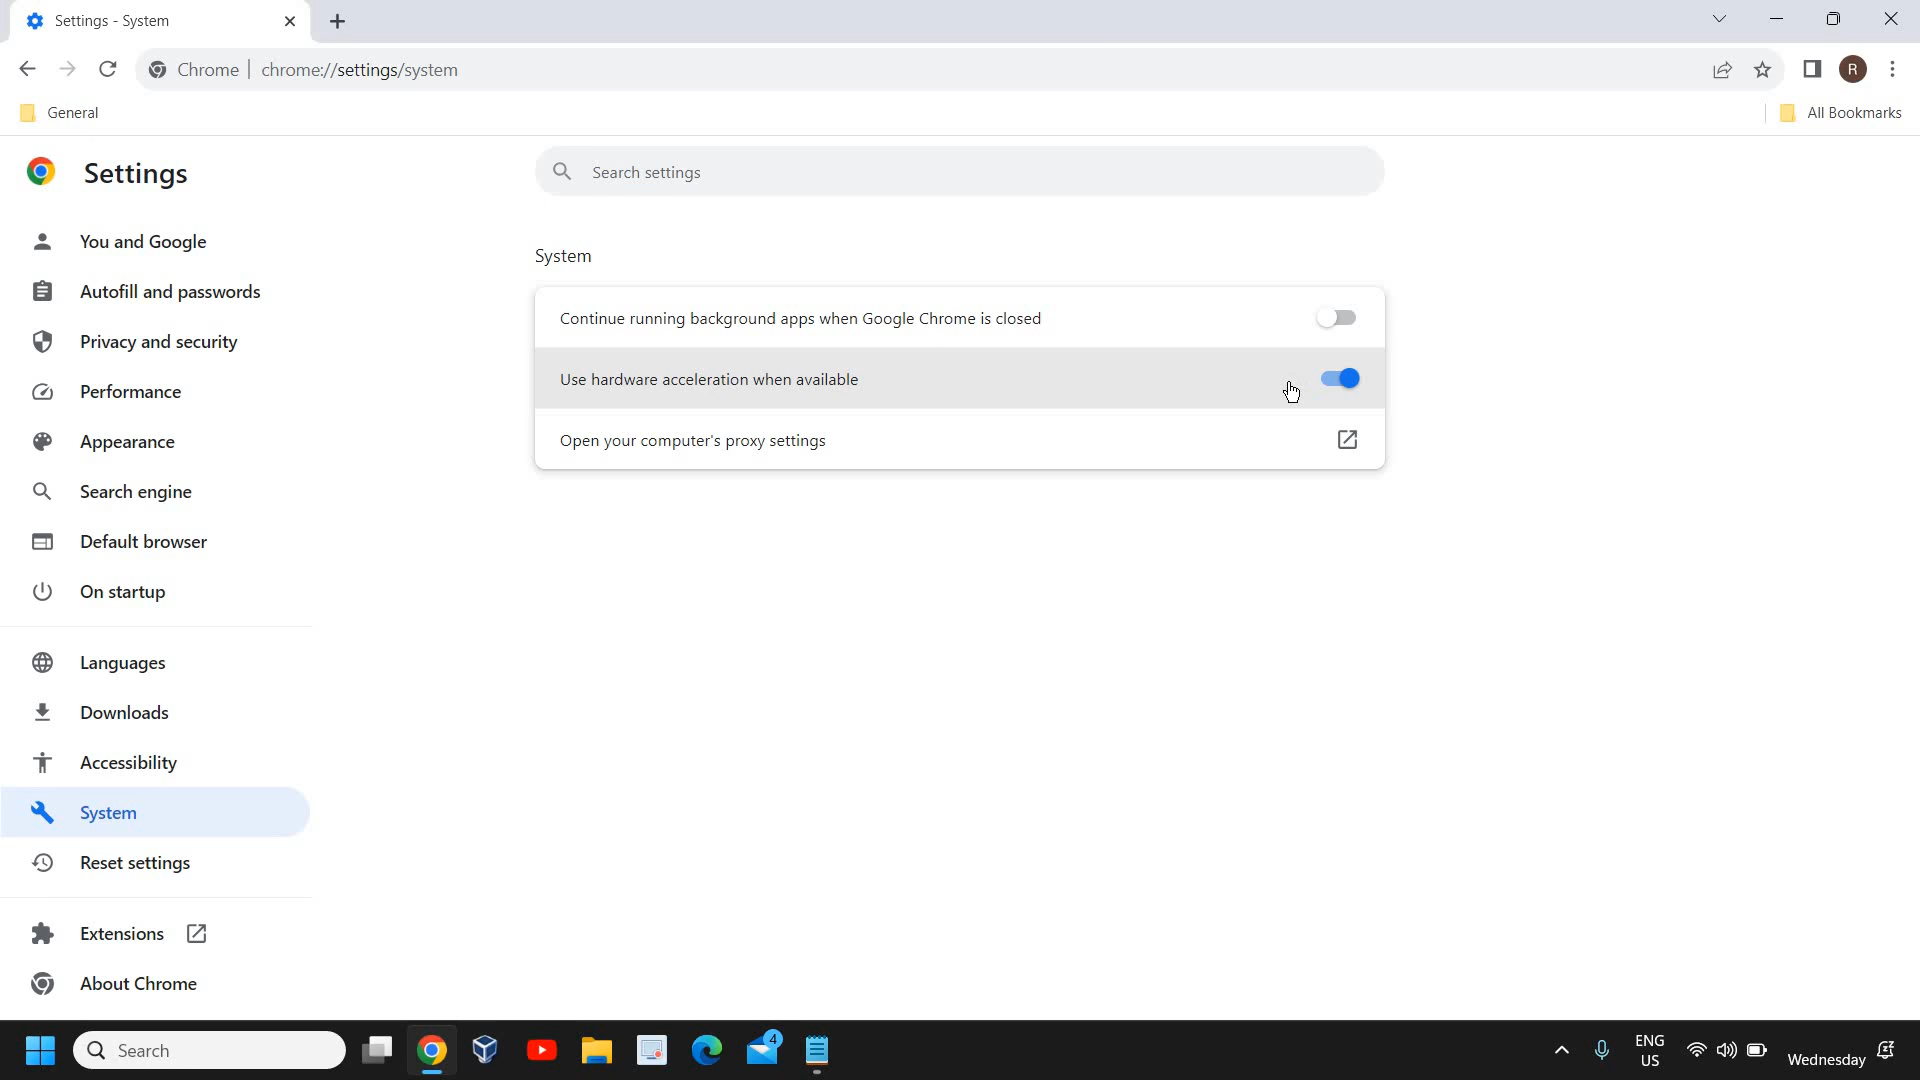 Settings - System
Chrome | chrome://settings/system
General
All Bookmarks
Settings
Search settings
You and Google
Autofill and passwords
Privacy and security
Performance
Appearance
Search engine
Default browser
On startup
Languages
Downloads
Accessibility
System
Reset settings
Extensions
About Chrome
System
Continue running background apps when Google Chrome is closed
Use hardware acceleration when available
Open your computer's proxy settings
R
Search
4
ENG
US
Wednesday